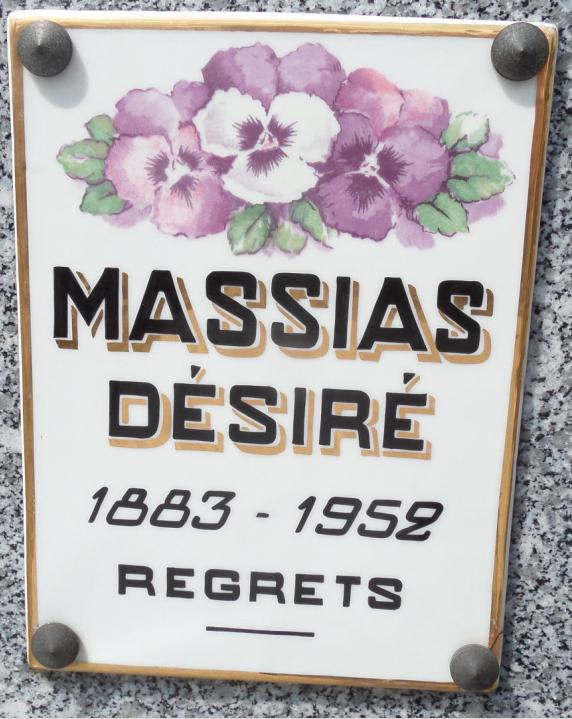 MASSIAS
DÉSIRÉ
1883 - 1952
REGRETS